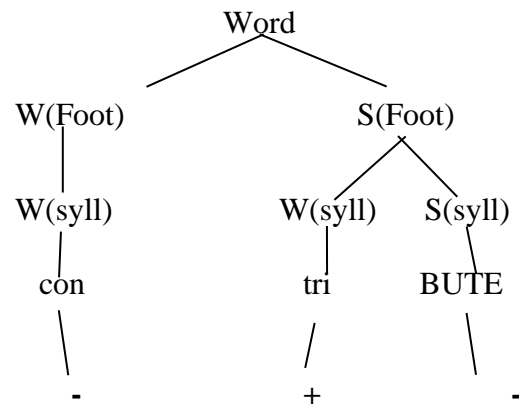 Word
W(Foot) S(Foot)
W(syll) W(syll) S(syll)
con tri BUTE
- + -